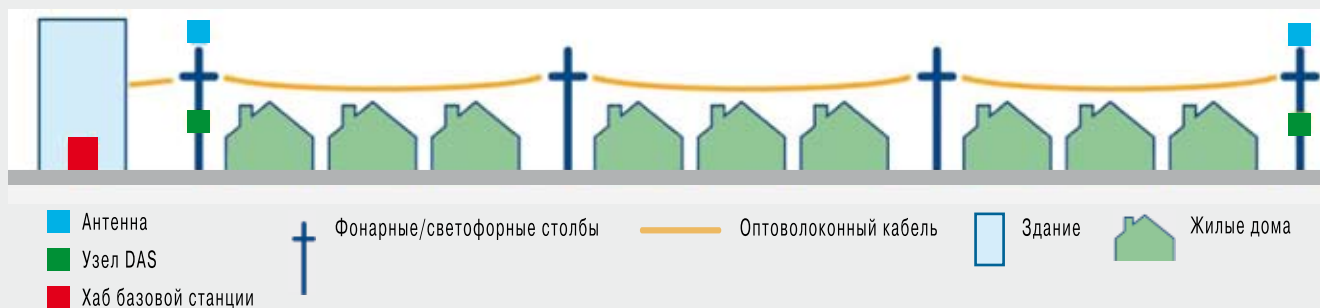 Антенна
Узел DAS
Хаб базовой станции
Фонарные/светофорные столбы
Оптоволоконный кабель
Здание
Жилые дома